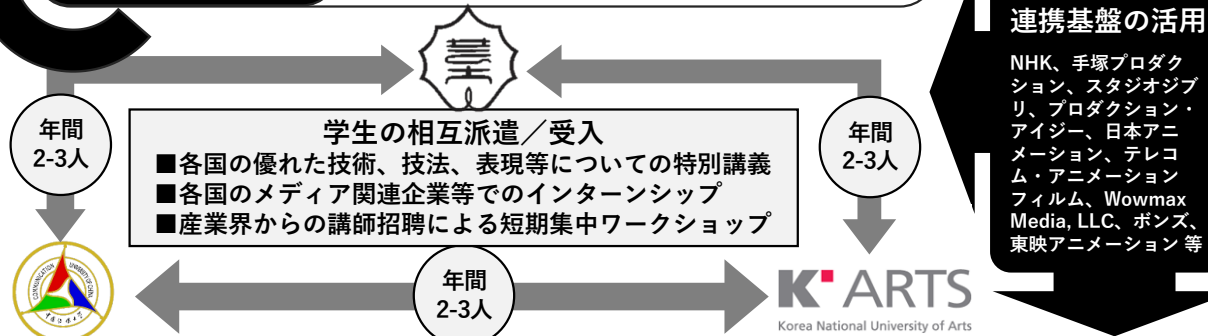 連携基盤の活用
NHK、手塚プロダク
ション、スタジオジブ
リ、プロダクション・
アイジー、日本アニ
メーション、テレコ
ム・アニメーション
フィルム、Wowmax
Media, LLC、ボンズ、
東映アニメーション 等
年間
2-3人
学生の相互派遣／受入
■各国の優れた技術、技法、表現等についての特別講義
■各国のメディア関連企業等でのインターンシップ
■産業界からの講師招聘による短期集中ワークショップ
年間
2-3人
年間
2-3人
COMMUNICATION UNIVERSITY OF CHINA
K ARTS
Korea National University of Arts